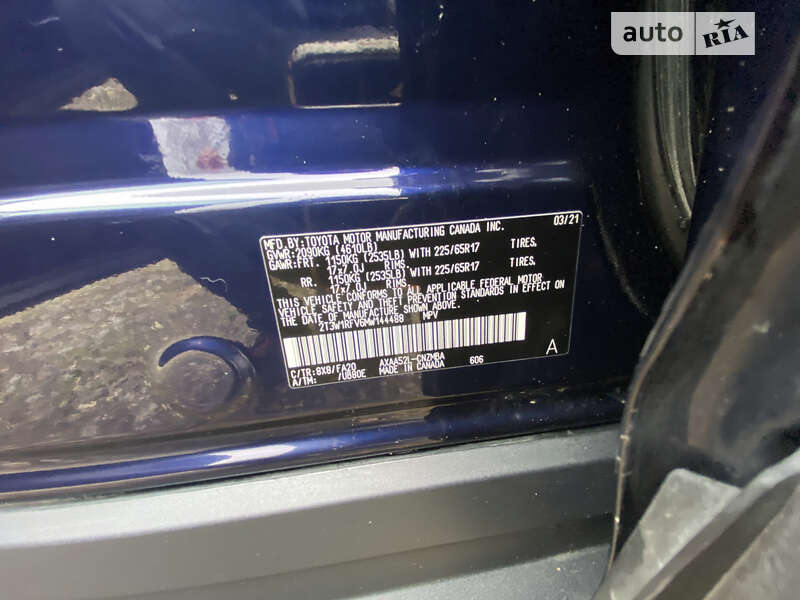 auto RIA
MFD.BY:TOYOTA MOTOR MANUFACTURING CANADA INC. 03/21
GVWR:2090KG (4610LB)
GAWR:FRT. 1150KG (2535LB) WITH 225/65R17 TIRES,
17x7.0J RIMS
RR. 1150KG (2535LB) WITH 225/65R17 TIRES,
17x7.0J RIMS
THIS VEHICLE CONFORMS TO ALL APPLICABLE FEDERAL MOTOR
VEHICLE SAFETY AND THEFT PREVENTION STANDARDS IN EFFECT ON
THE DATE OF MANUFACTURE SHOWN ABOVE.
2T3W1RFV6MW144488 MPV
C/TR:8X8/FA20 AXAA52L-CNZMBA 606 A
A/TM: /UB80E MADE IN CANADA